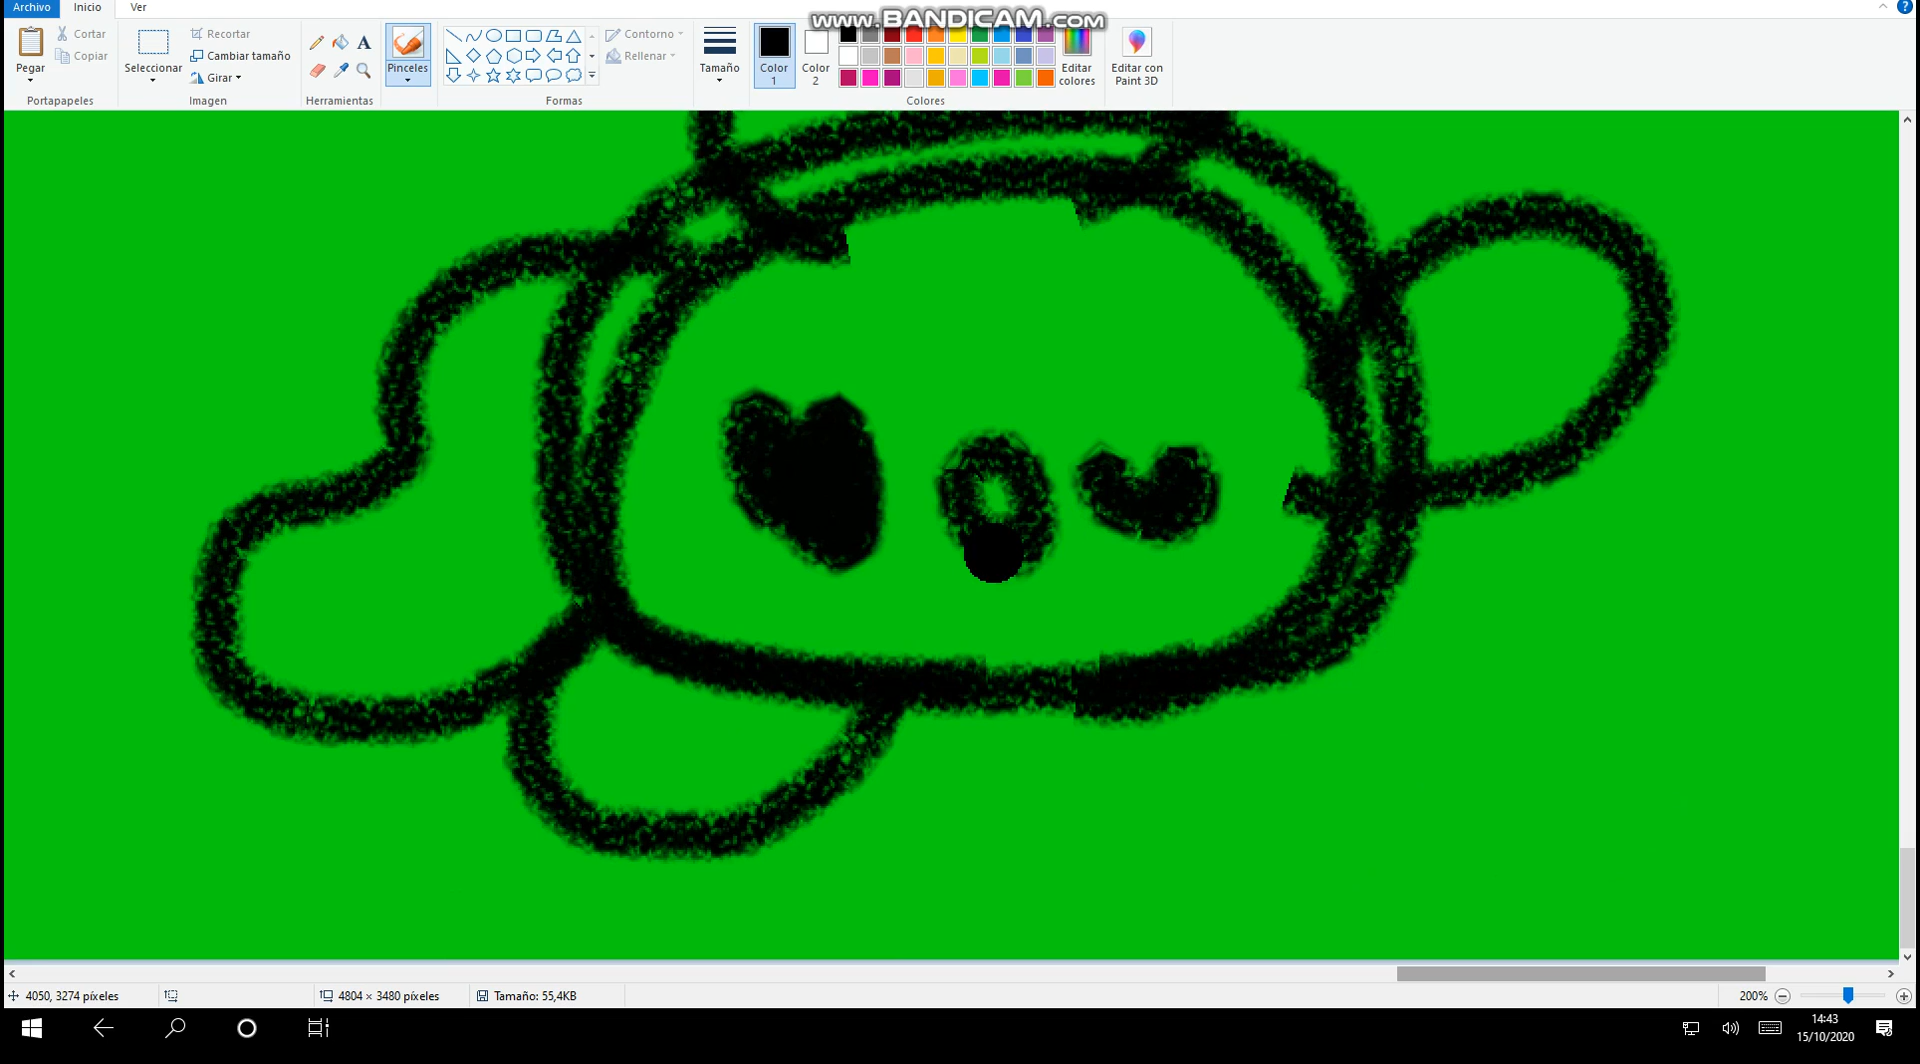 Archivo Inicio Ver
www.BANDICAM.com
Pegar
Cortar
Copiar
Portapapeles
Seleccionar
Recortar
Cambiar tamaño
Girar
Imagen
A
Herramientas
Pinceles
Contorno
Rellenar
Formas
Tamaño
Color
1
Color
2
Colores
Editar
colores
Editar con
Paint 3D
4050, 3274 píxeles
4804 × 3480 píxeles
Tamaño: 55,4KB
200%
14:43
15/10/2020